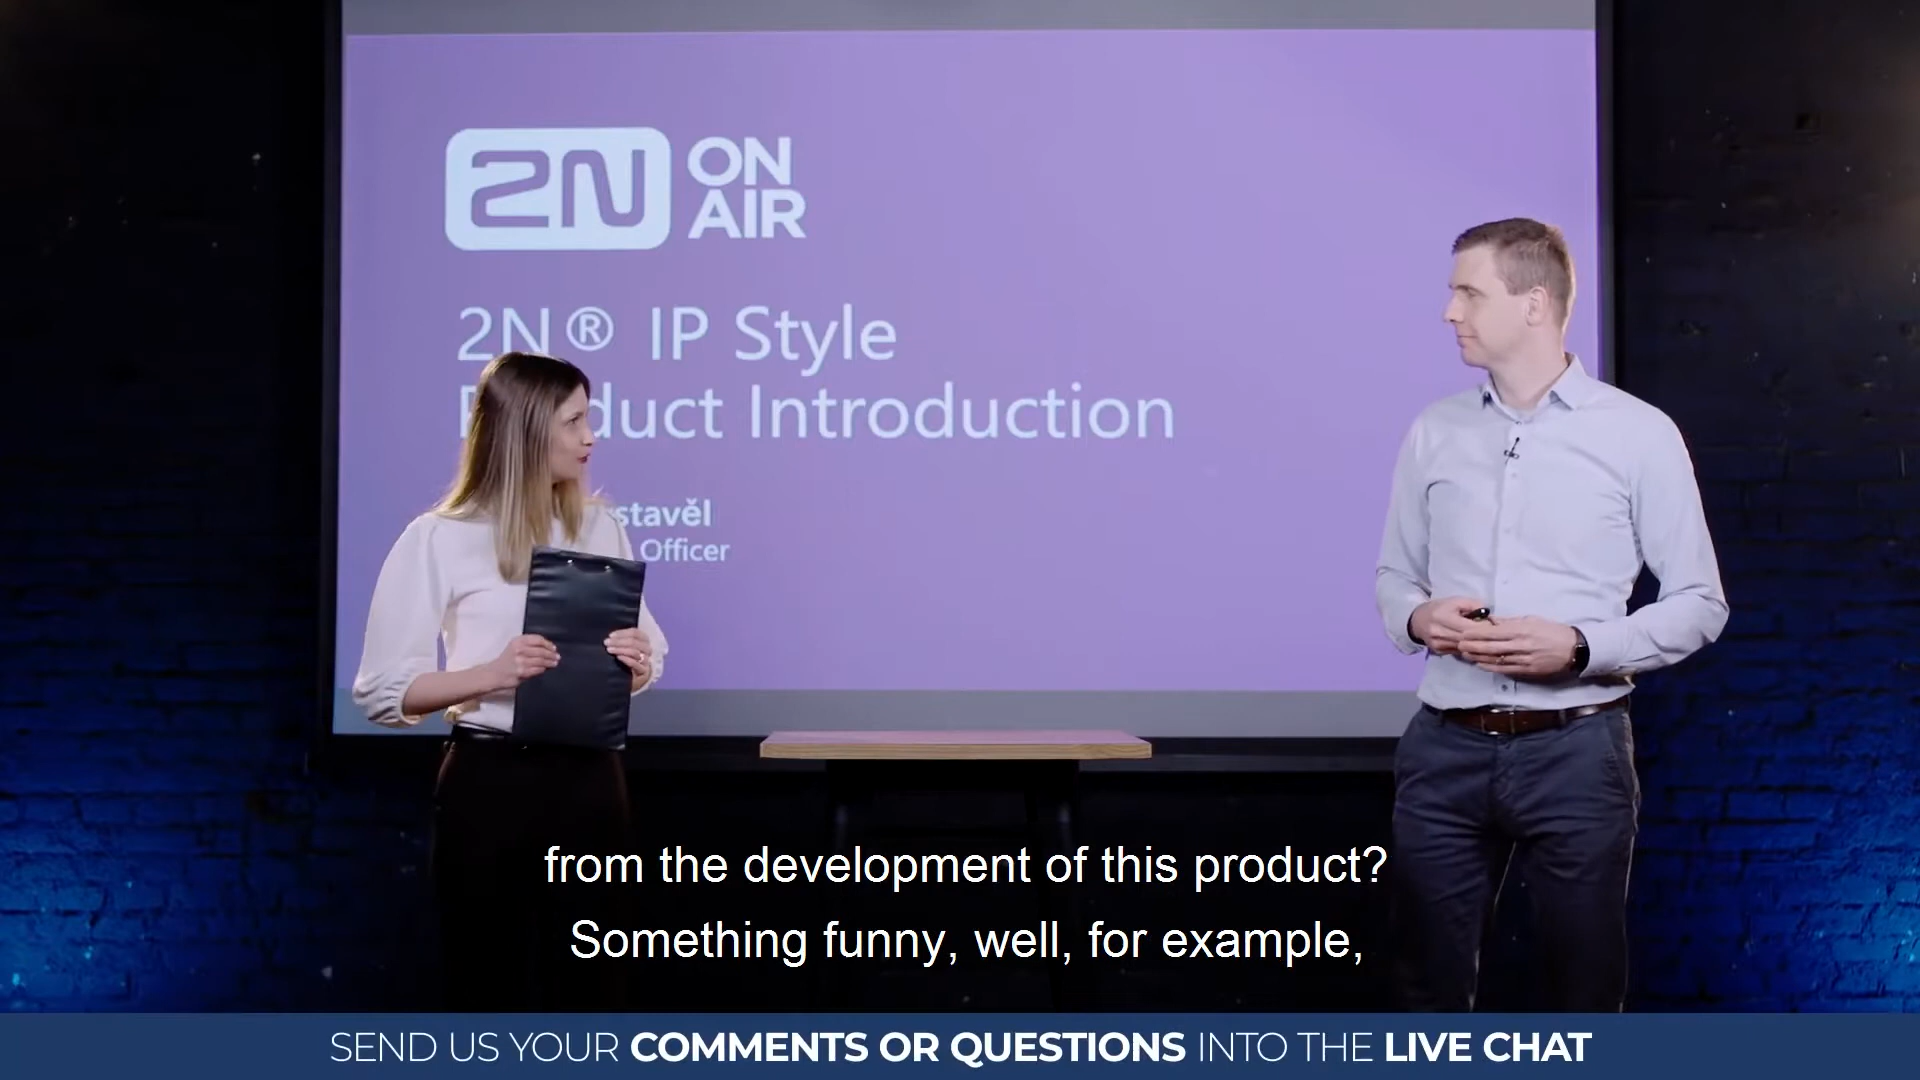 2N ON
AIR
2N® IP Style
duct Introduction
stavěl
Officer
from the development of this product?
Something funny, well, for example,
SEND US YOUR COMMENTS OR QUESTIONS INTO THE LIVE CHAT